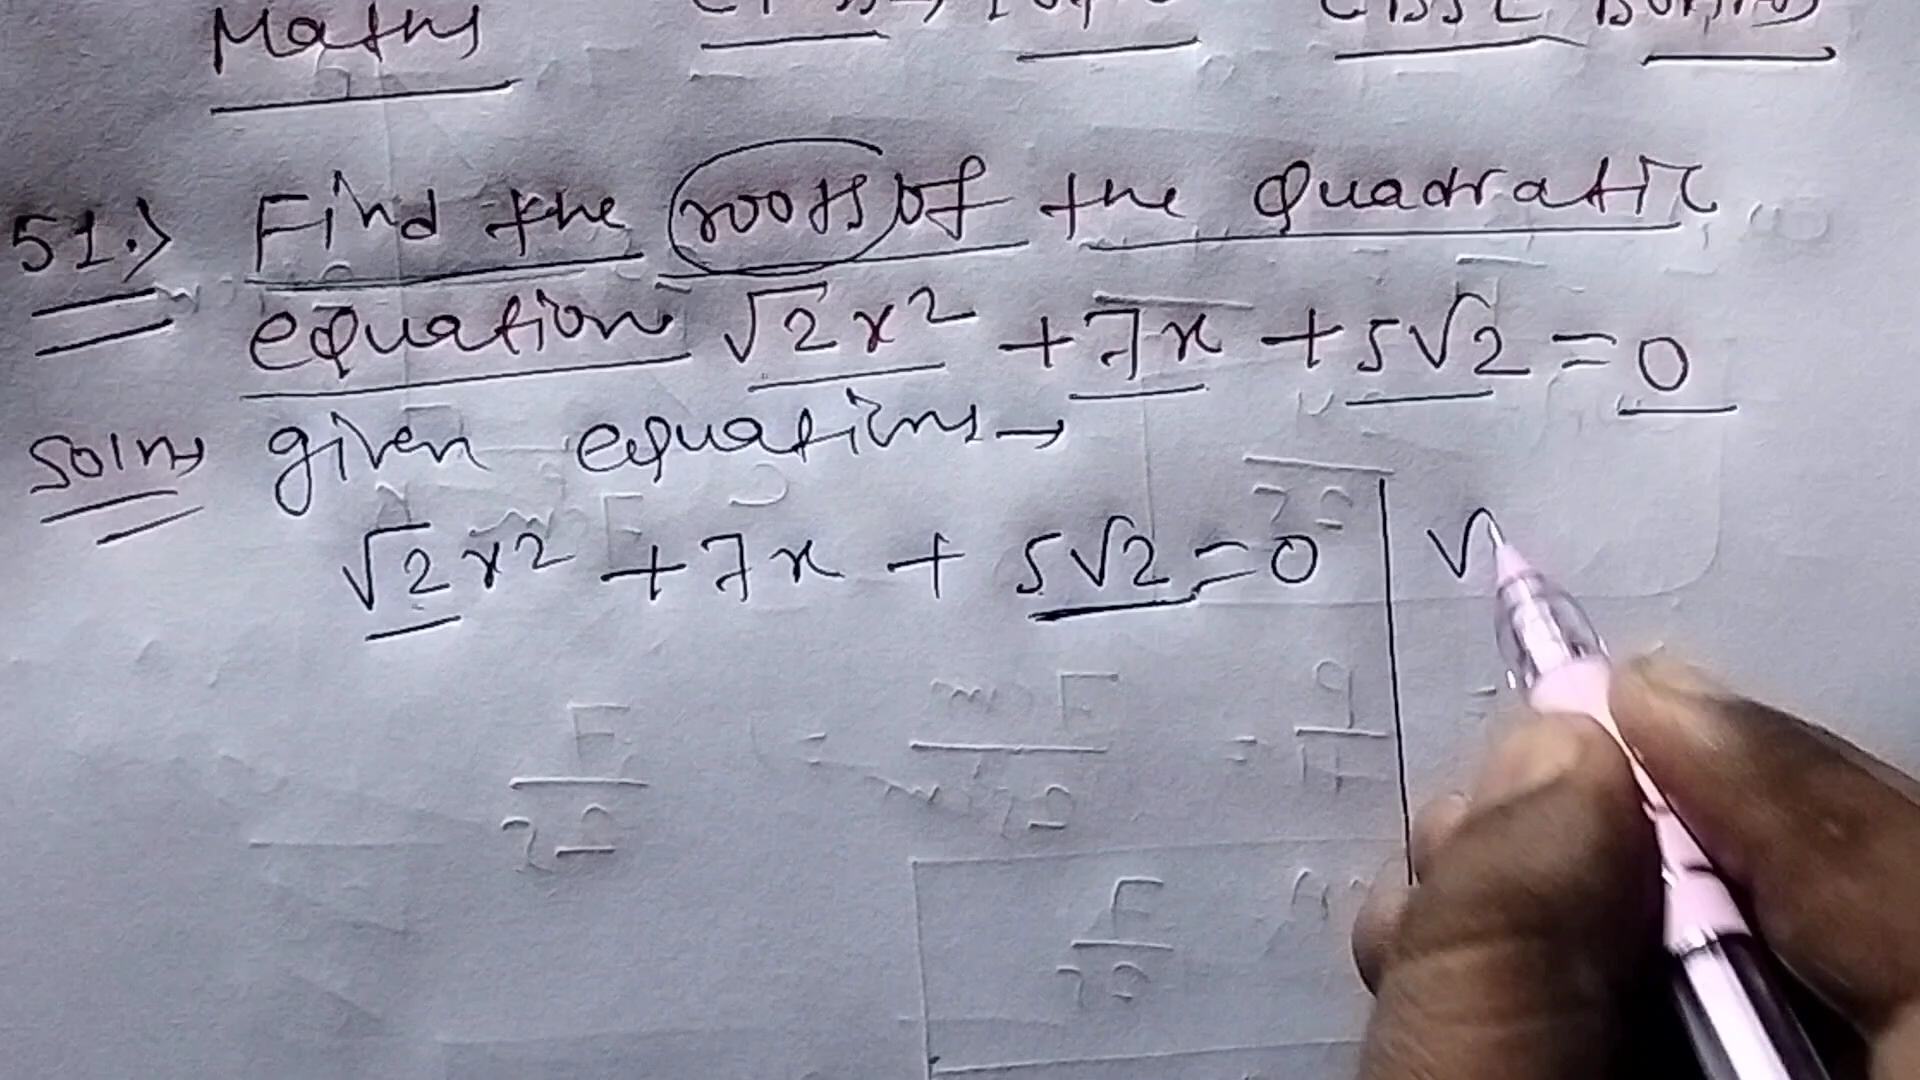 Maths
51.) Find the roots of the quadratic
equation √2x² + 7x + 5√2 = 0
Soln→ given equations→
√2x² + 7x + 5√2 = 0 | √